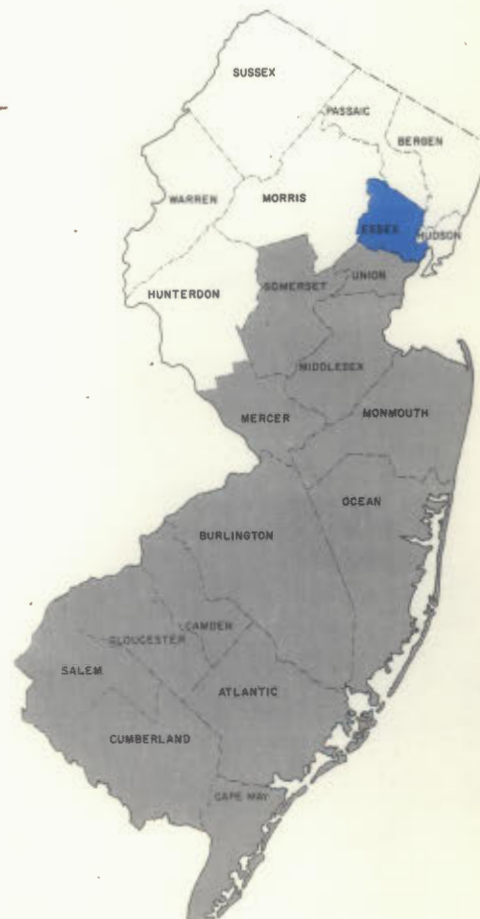 SUSSEX
PASSAIC
BERGEN
WARREN
MORRIS
ESSEX
HUDSON
HUNTERDON
SOMERSET
UNION
MIDDLESEX
MERCER
MONMOUTH
OCEAN
BURLINGTON
CAMDEN
GLOUCESTER
SALEM
ATLANTIC
CUMBERLAND
CAPE MAY